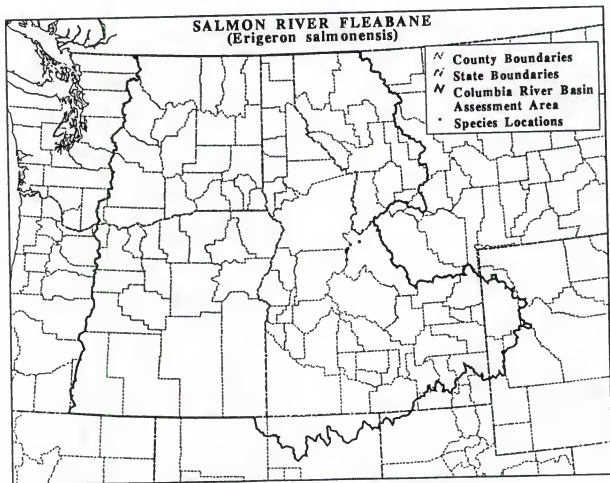 SALMON RIVER FLEABANE
(Erigeron salmonensis)
County Boundaries
State Boundaries
Columbia River Basin
Assessment Area
Species Locations